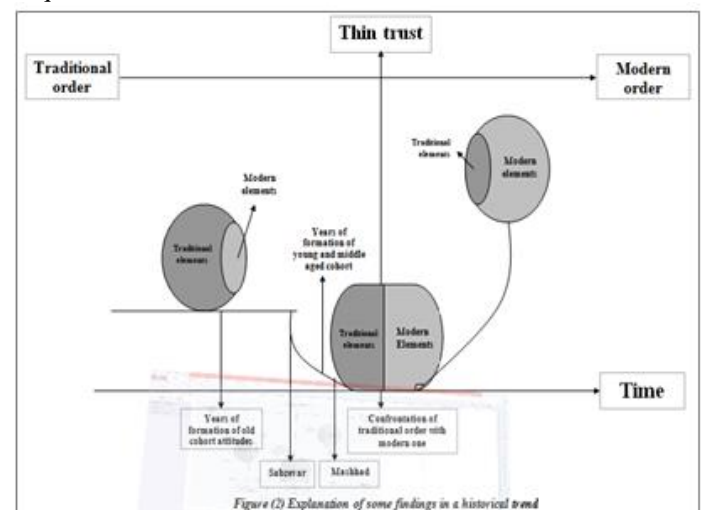 Thin trust
Traditional
order
Modern
order
Traditional
elements
Modern
elements
Modern
elements
Traditional
elements
Years of
formation of
young and middle
aged cohort
Traditional
elements
Modern
Elements
Time
Years of
formation of old
cohort attitudes
Confrontation of
traditional order with
modern one
Mashhad
Figure (2) Explanation of some findings in a historical trend